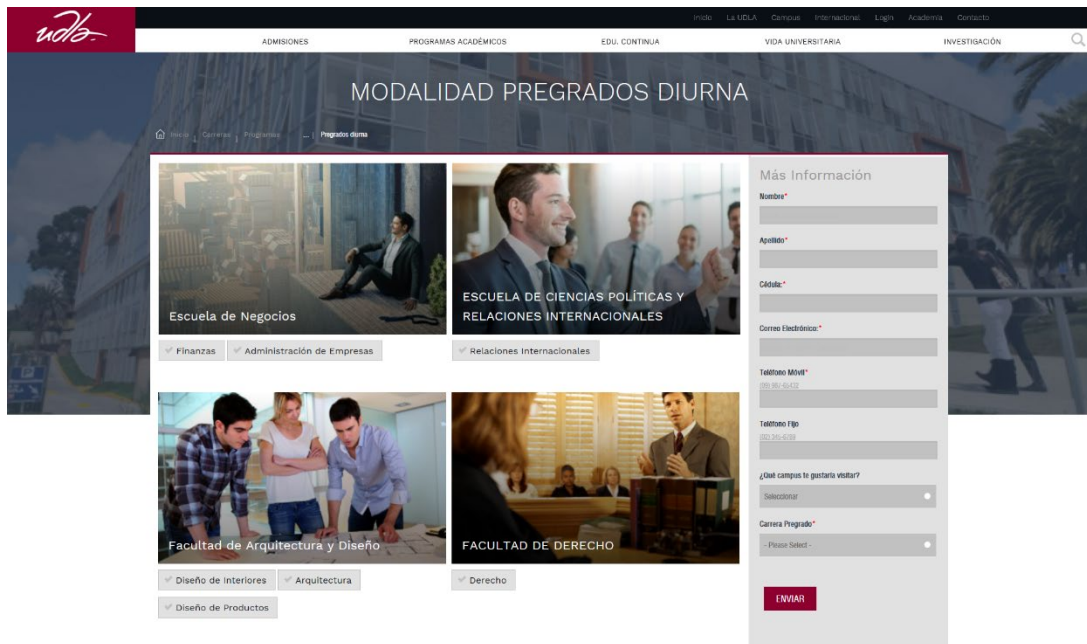 udla-
Inicio La UDLA Campus Internacional Login Academia Contacto
ADMISIONES PROGRAMAS ACADÉMICOS EDU. CONTINUA VIDA UNIVERSITARIA INVESTIGACIÓN
MODALIDAD PREGRADOS DIURNA
Inicio Carreras Programas ... | Pregrados diurna
Escuela de Negocios
Finanzas Administración de Empresas
ESCUELA DE CIENCIAS POLÍTICAS Y
RELACIONES INTERNACIONALES
Relaciones Internacionales
Facultad de Arquitectura y Diseño
Diseño de Interiores Arquitectura
Diseño de Productos
FACULTAD DE DERECHO
Derecho
Más Información
Nombre*
Apellido*
Cédula:*
Correo Electrónico:*
Teléfono Móvil*
Teléfono Fijo
¿Qué campus te gustaría visitar?
Seleccionar
Carrera Pregrado*
- Please Select -
ENVIAR